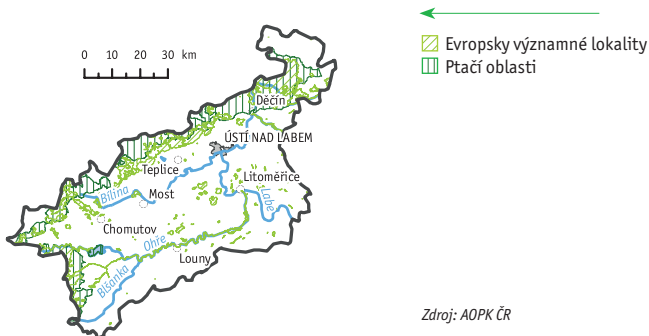 0 10 20 30 km
Evropsky významné lokality
Ptačí oblasti
Děčín
ÚSTÍ NAD LABEM
Teplice
Litoměřice
Bílina
Most
Labe
Chomutov
Ohře
Louny
Blšanka
Zdroj: AOPK ČR